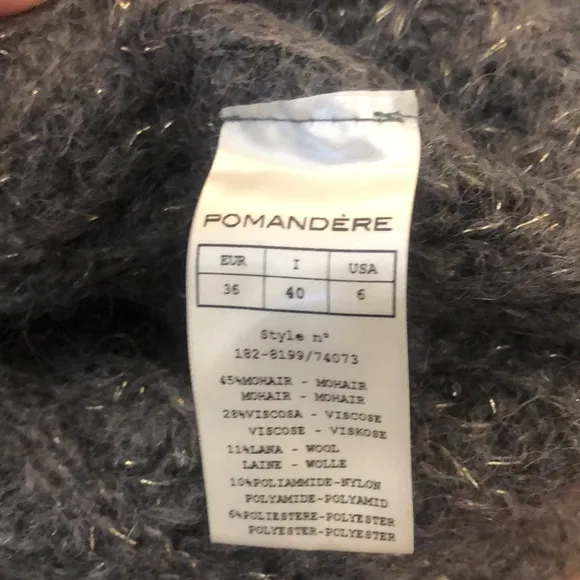 POMANDÈRE
EUR I USA
36 40 6
Style n°
182-8199/74073
45%MOHAIR - MOHAIR
MOHAIR - MOHAIR
28%VISCOSA - VISCOSE
VISCOSE - VISKOSE
11%LANA - WOOL
LAINE - WOLLE
10%POLIAMMIDE-NYLON
POLYAMIDE-POLYAMID
6%POLIESTERE-POLYESTER
POLYESTER-POLYESTER